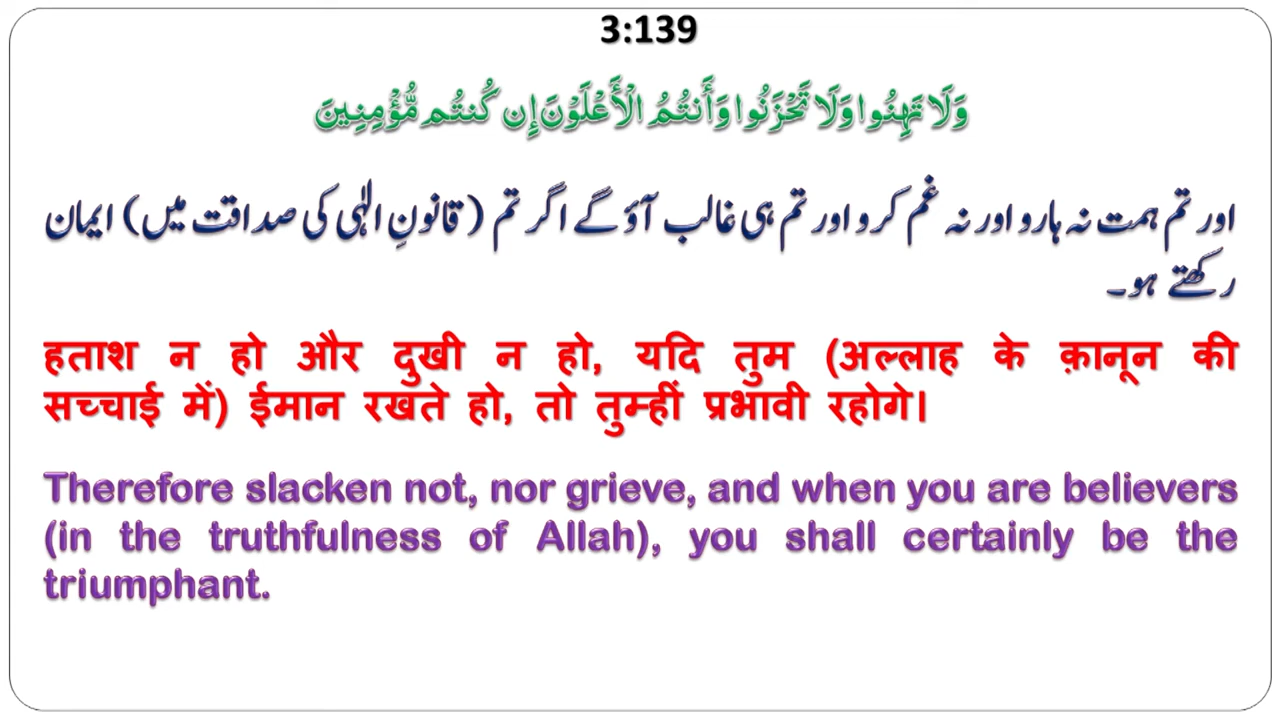 3:139
وَلَا تَهِنُوا وَلَا تَحْزَنُوا وَأَنتُمُ الْأَعْلَوْنَ إِن كُنتُم مُّؤْمِنِينَ
اور تم ہمت نہ ہارو اور نہ غم کرو اور تم ہی غالب آؤ گے اگر تم (قانونِ الٰہی کی صداقت میں) ایمان
رکھتے ہو۔
हताश न हो और दुखी न हो, यदि तुम (अल्लाह के क़ानून की
सच्चाई में) ईमान रखते हो, तो तुम्हीं प्रभावी रहोगे।
Therefore slacken not, nor grieve, and when you are believers
(in the truthfulness of Allah), you shall certainly be the
triumphant.